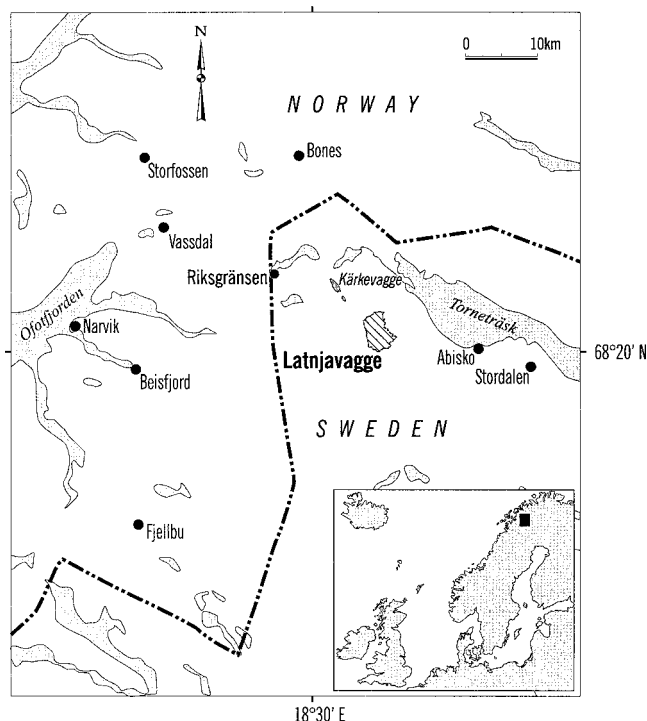 N
0 10km
NORWAY
Bones
Storfossen
Vassdal
Riksgränsen
Kärkevagge
Ofotfjorden
Torneträsk
Narvik
Latnjavagge
Abisko
68°20' N
Beisfjord
Stordalen
SWEDEN
Fjellbu
18°30' E